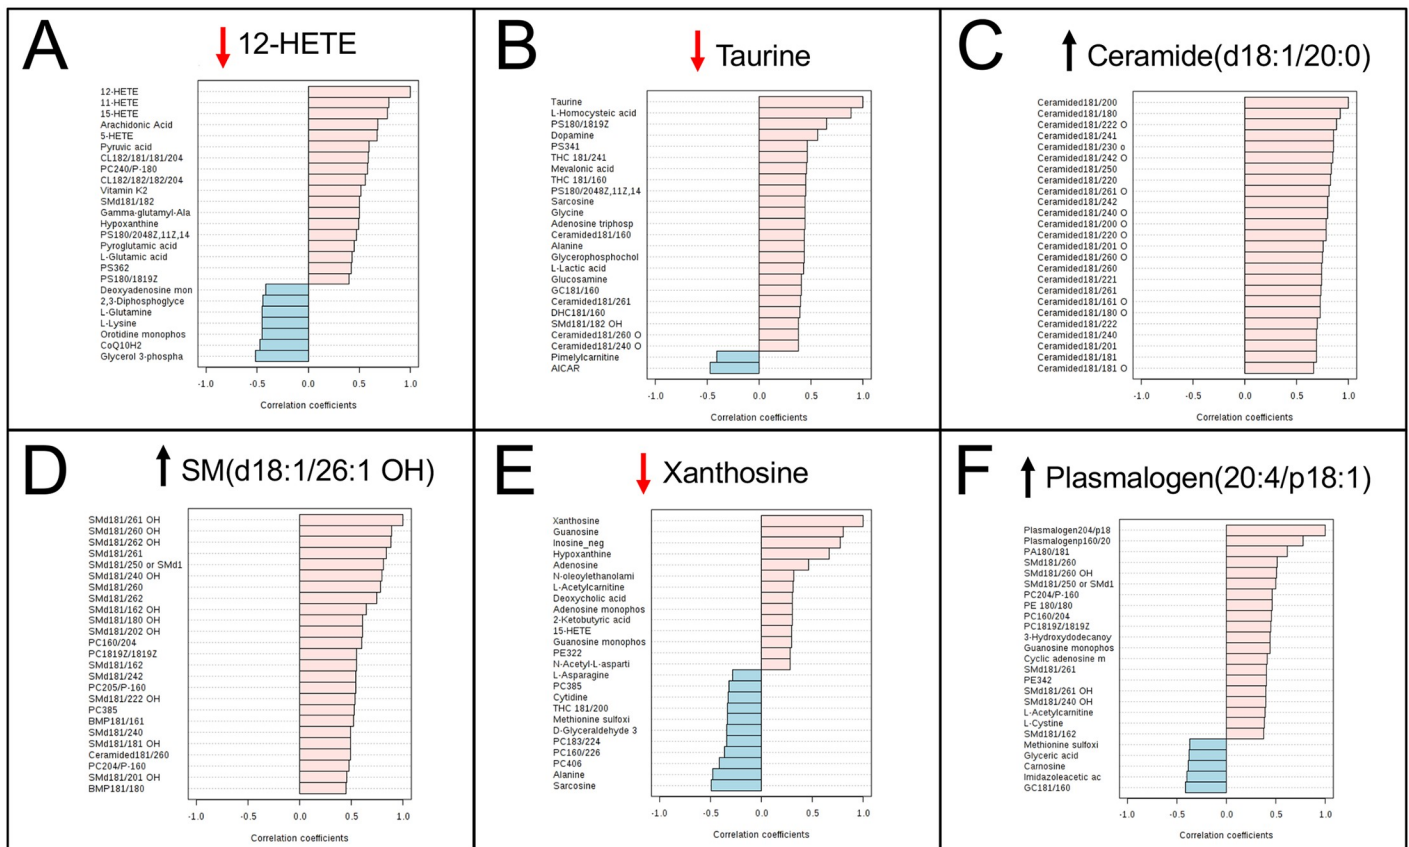 A
↓ 12-HETE
12-HETE
11-HETE
15-HETE
Arachidonic Acid
5-HETE
Pyruvic acid
CL182/181/181/204
PC240/P-180
CL182/182/182/204
Vitamin K2
SMd181/182
Gamma-glutamyl-Ala
Hypoxanthine
PS180/2048Z,11Z,14
Pyroglutamic acid
L-Glutamic acid
PS362
PS180/1819Z
Deoxyadenosine mon
2,3-Diphosphoglyce
L-Glutamine
L-Lysine
Orotidine monophos
CoQ10H2
Glycerol 3-phospha
-1.0 -0.5 0.0 0.5 1.0
Correlation coefficients
B
↓ Taurine
Taurine
L-Homocysteic acid
PS180/1819Z
Dopamine
PS341
THC 181/241
Mevalonic acid
THC 181/160
PS180/2048Z,11Z,14
Sarcosine
Glycine
Adenosine triphosp
Ceramided181/160
Alanine
Glycerophosphochol
L-Lactic acid
Glucosamine
GC181/160
Ceramided181/261
DHC181/160
SMd181/182 OH
Ceramided181/260 O
Ceramided181/240 O
Pimelylcarnitine
AICAR
-1.0 -0.5 0.0 0.5 1.0
Correlation coefficients
C
↑ Ceramide(d18:1/20:0)
Ceramided181/200
Ceramided181/180
Ceramided181/222 O
Ceramided181/241
Ceramided181/230 o
Ceramided181/242 O
Ceramided181/250
Ceramided181/220
Ceramided181/261 O
Ceramided181/242
Ceramided181/240 O
Ceramided181/200 O
Ceramided181/220 O
Ceramided181/201 O
Ceramided181/260 O
Ceramided181/260
Ceramided181/221
Ceramided181/261
Ceramided181/161 O
Ceramided181/180 O
Ceramided181/222
Ceramided181/240
Ceramided181/201
Ceramided181/181
Ceramided181/181 O
-1.0 -0.5 0.0 0.5 1.0
Correlation coefficients
D
↑ SM(d18:1/26:1 OH)
SMd181/261 OH
SMd181/260 OH
SMd181/262 OH
SMd181/261
SMd181/250 or SMd1
SMd181/240 OH
SMd181/260
SMd181/262
SMd181/162 OH
SMd181/180 OH
SMd181/202 OH
PC160/204
PC1819Z/1819Z
SMd181/162
SMd181/242
PC205/P-160
SMd181/222 OH
PC385
BMP181/161
SMd181/240
SMd181/181 OH
Ceramided181/260
PC204/P-160
SMd181/201 OH
BMP181/180
-1.0 -0.5 0.0 0.5 1.0
Correlation coefficients
E
↓ Xanthosine
Xanthosine
Guanosine
Inosine_neg
Hypoxanthine
Adenosine
N-oleoylethanolami
L-Acetylcarnitine
Deoxycholic acid
Adenosine monophos
2-Ketobutyric acid
15-HETE
Guanosine monophos
PE322
N-Acetyl-L-asparti
L-Asparagine
PC385
Cytidine
THC 181/200
Methionine sulfoxi
D-Glyceraldehyde 3
PC183/224
PC160/226
PC406
Alanine
Sarcosine
-1.0 -0.5 0.0 0.5 1.0
Correlation coefficients
F
↑ Plasmalogen(20:4/p18:1)
Plasmalogen204/p18
Plasmalogenp160/20
PA180/181
SMd181/260
SMd181/260 OH
SMd181/250 or SMd1
PC204/P-160
PE 180/180
PC160/204
PC1819Z/1819Z
3-Hydroxydodecanoy
Guanosine monophos
Cyclic adenosine m
SMd181/261
PE342
SMd181/261 OH
SMd181/240 OH
L-Acetylcarnitine
L-Cystine
SMd181/162
Methionine sulfoxi
Glyceric acid
Carnosine
Imidazoleacetic ac
GC181/160
-1.0 -0.5 0.0 0.5 1.0
Correlation coefficients